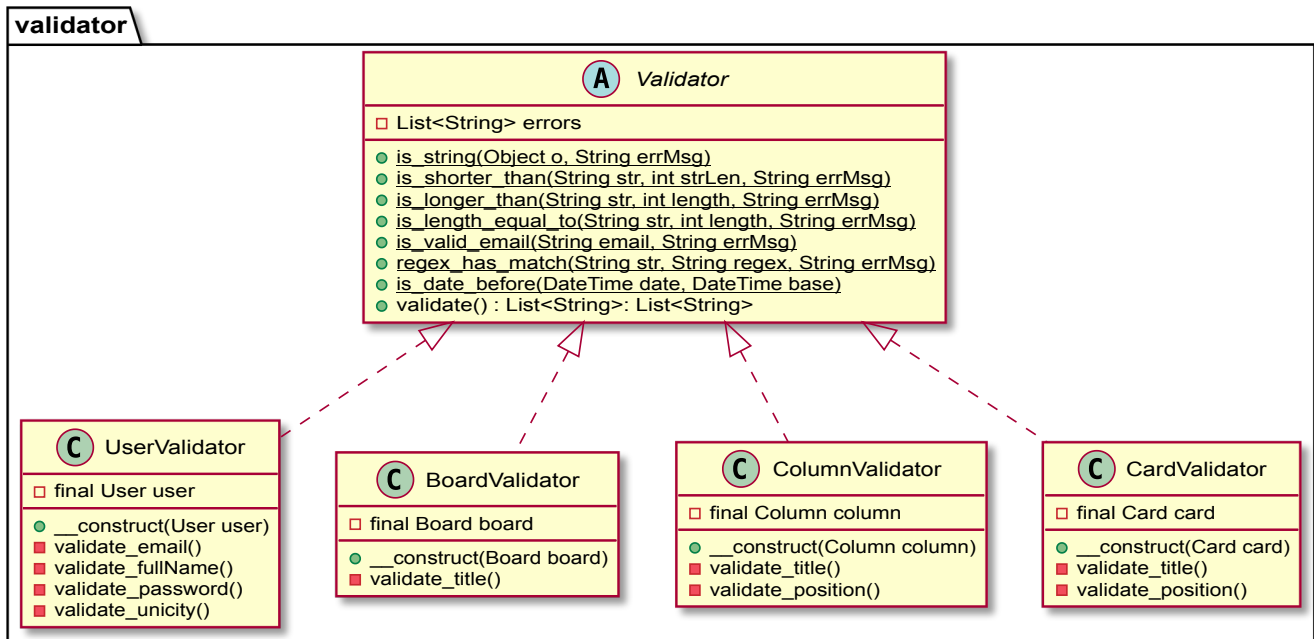 validator
A Validator
List<String> errors
is_string(Object o, String errMsg)
is_shorter_than(String str, int strLen, String errMsg)
is_longer_than(String str, int length, String errMsg)
is_length_equal_to(String str, int length, String errMsg)
is_valid_email(String email, String errMsg)
regex_has_match(String str, String regex, String errMsg)
is_date_before(DateTime date, DateTime base)
validate() : List<String>: List<String>
C UserValidator
final User user
__construct(User user)
validate_email()
validate_fullName()
validate_password()
validate_unicity()
C BoardValidator
final Board board
__construct(Board board)
validate_title()
C ColumnValidator
final Column column
__construct(Column column)
validate_title()
validate_position()
C CardValidator
final Card card
__construct(Card card)
validate_title()
validate_position()